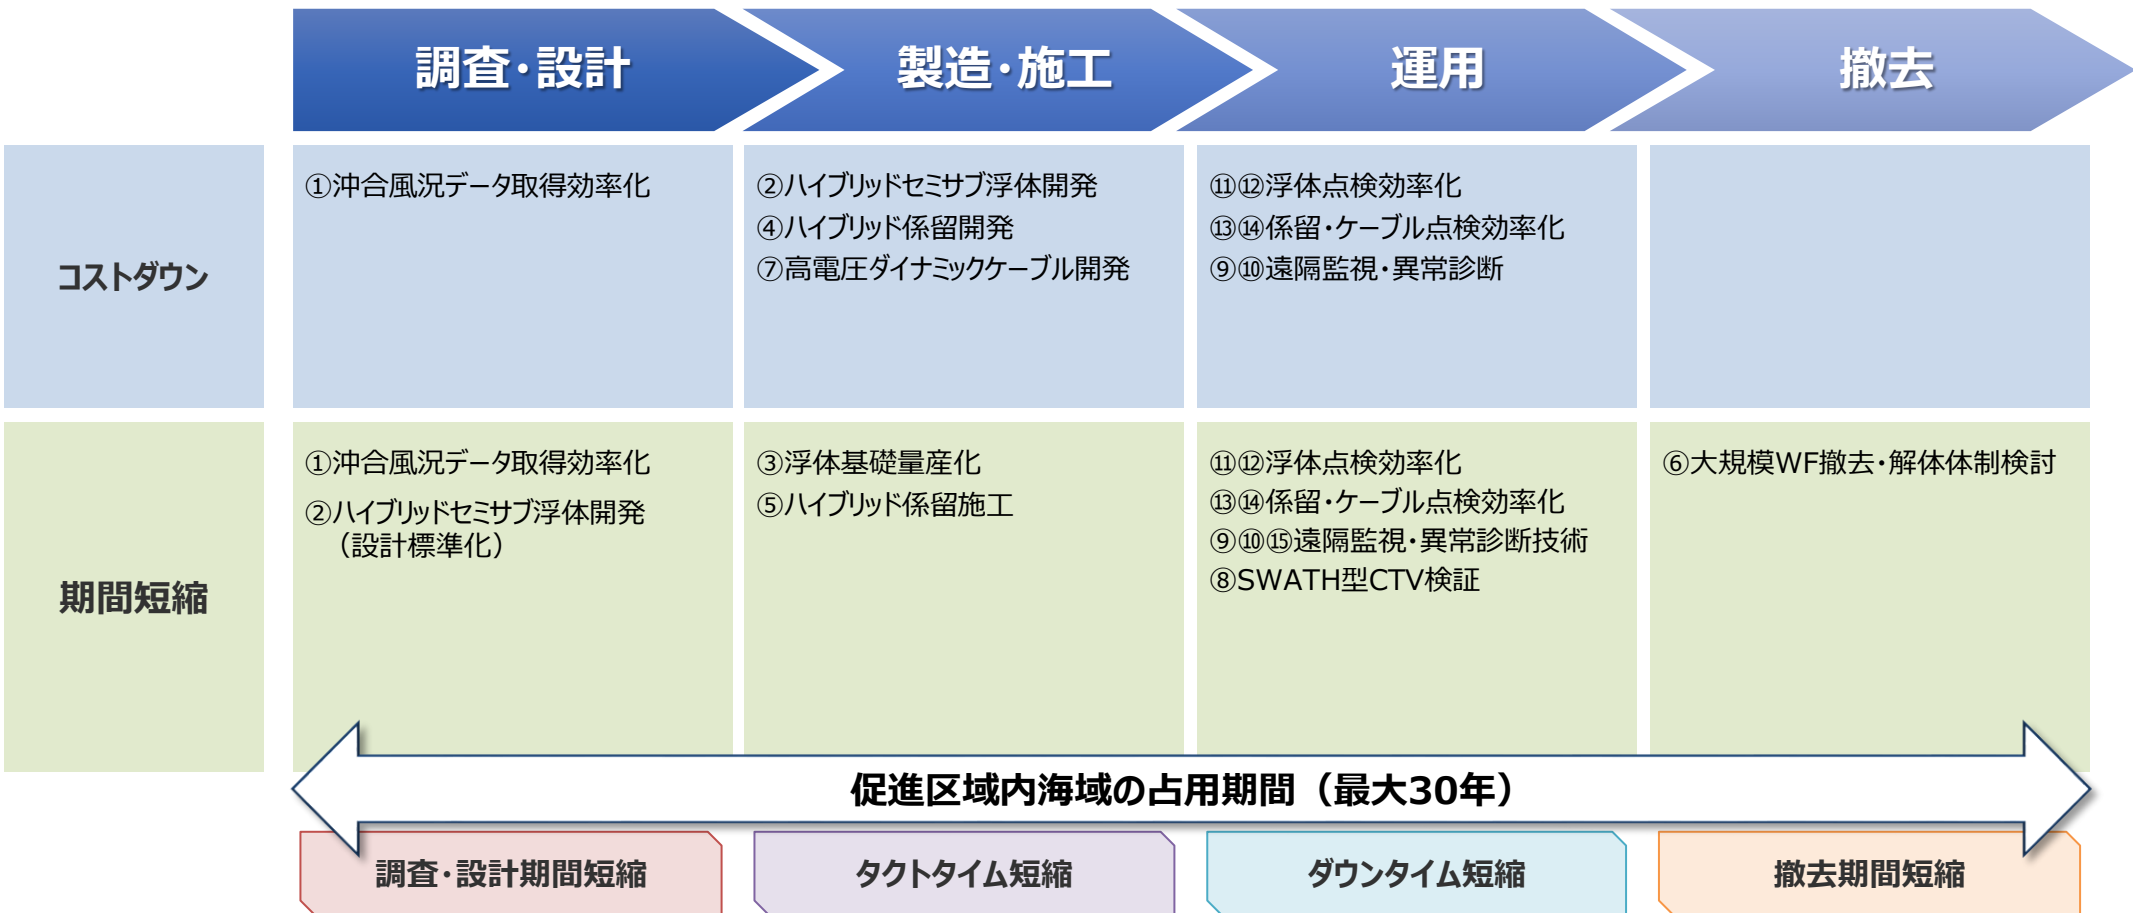 調査・設計
製造・施工
運用
撤去
コストダウン
①沖合風況データ取得効率化
②ハイブリッドセミサブ浮体開発
④ハイブリッド係留開発
⑦高電圧ダイナミックケーブル開発
⑪⑫浮体点検効率化
⑬⑭係留・ケーブル点検効率化
⑨⑩遠隔監視・異常診断
期間短縮
①沖合風況データ取得効率化
②ハイブリッドセミサブ浮体開発
（設計標準化）
③浮体基礎量産化
⑤ハイブリッド係留施工
⑪⑫浮体点検効率化
⑬⑭係留・ケーブル点検効率化
⑨⑩⑮遠隔監視・異常診断技術
⑧SWATH型CTV検証
⑥大規模WF撤去・解体体制検討
促進区域内海域の占用期間（最大30年）
調査・設計期間短縮
タクトタイム短縮
ダウンタイム短縮
撤去期間短縮